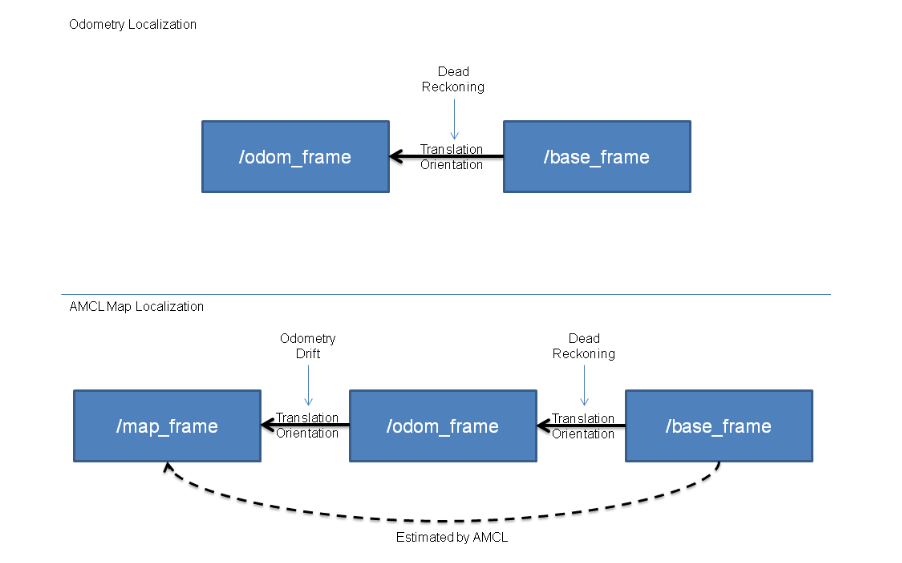 Odometry Localization
Dead
Reckoning
/odom_frame
Translation
Orientation
/base_frame
AMCL Map Localization
Odometry
Drift
Dead
Reckoning
/map_frame
Translation
Orientation
/odom_frame
Translation
Orientation
/base_frame
Estimated by AMCL